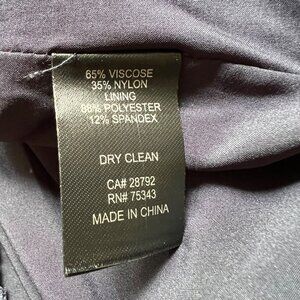 65% VISCOSE
35% NYLON
LINING
88% POLYESTER
12% SPANDEX
DRY CLEAN
CA# 28792
RN# 75343
MADE IN CHINA